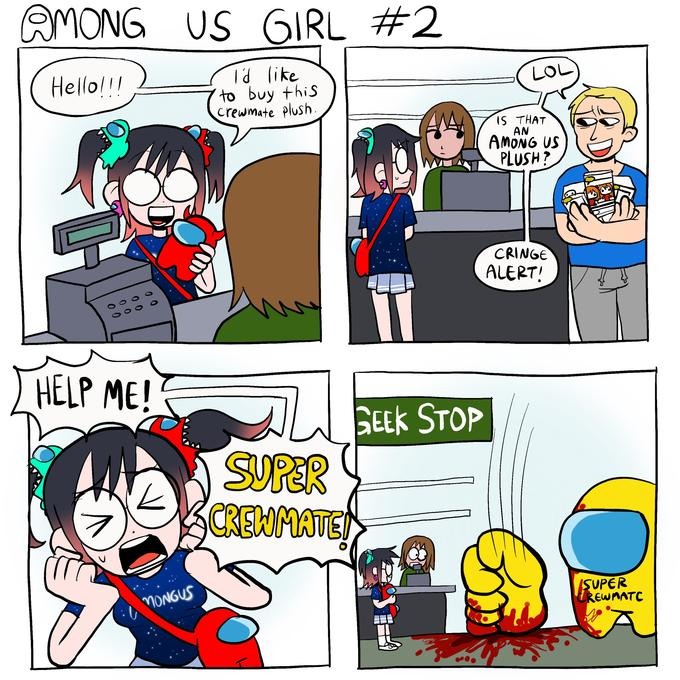 AMONG US GIRL #2
Hello!!!
I'd like
to buy this
crewmate plush.
LOL
IS THAT
AN
AMONG US
PLUSH?
CRINGE
ALERT!
HELP ME!
SUPER
CREWMATE!
MONGUS
GEEK STOP
SUPER
CREWMATE